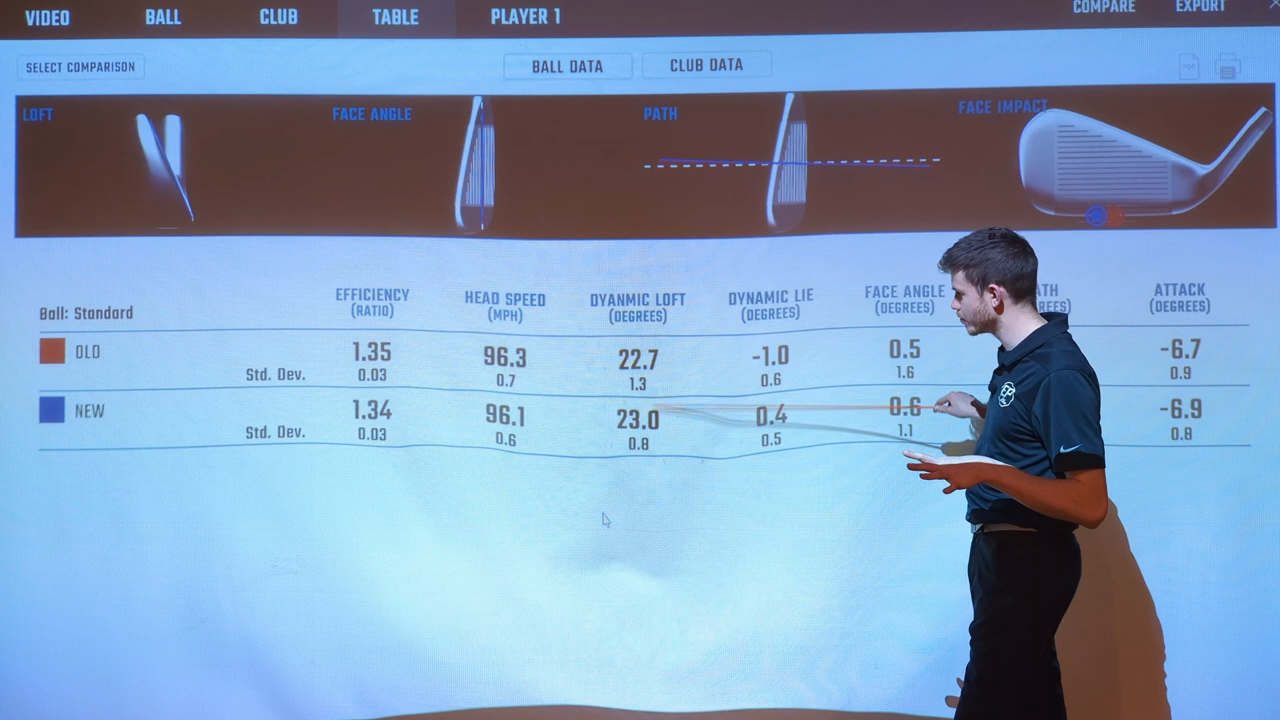 VIDEO BALL CLUB TABLE PLAYER 1 COMPARE EXPORT
SELECT COMPARISON BALL DATA CLUB DATA
LOFT FACE ANGLE PATH FACE IMPACT
EFFICIENCY HEAD SPEED DYANMIC LOFT DYNAMIC LIE FACE ANGLE ATTACK
(RATIO) (MPH) (DEGREES) (DEGREES) (DEGREES) (DEGREES)
Ball: Standard
OLD 1.35 96.3 22.7 -1.0 0.5 -6.7
Std. Dev. 0.03 0.7 1.3 0.6 1.6 0.9
NEW 1.34 96.1 23.0 0.4 0.6 -6.9
Std. Dev. 0.03 0.6 0.8 0.5 1.1 0.8